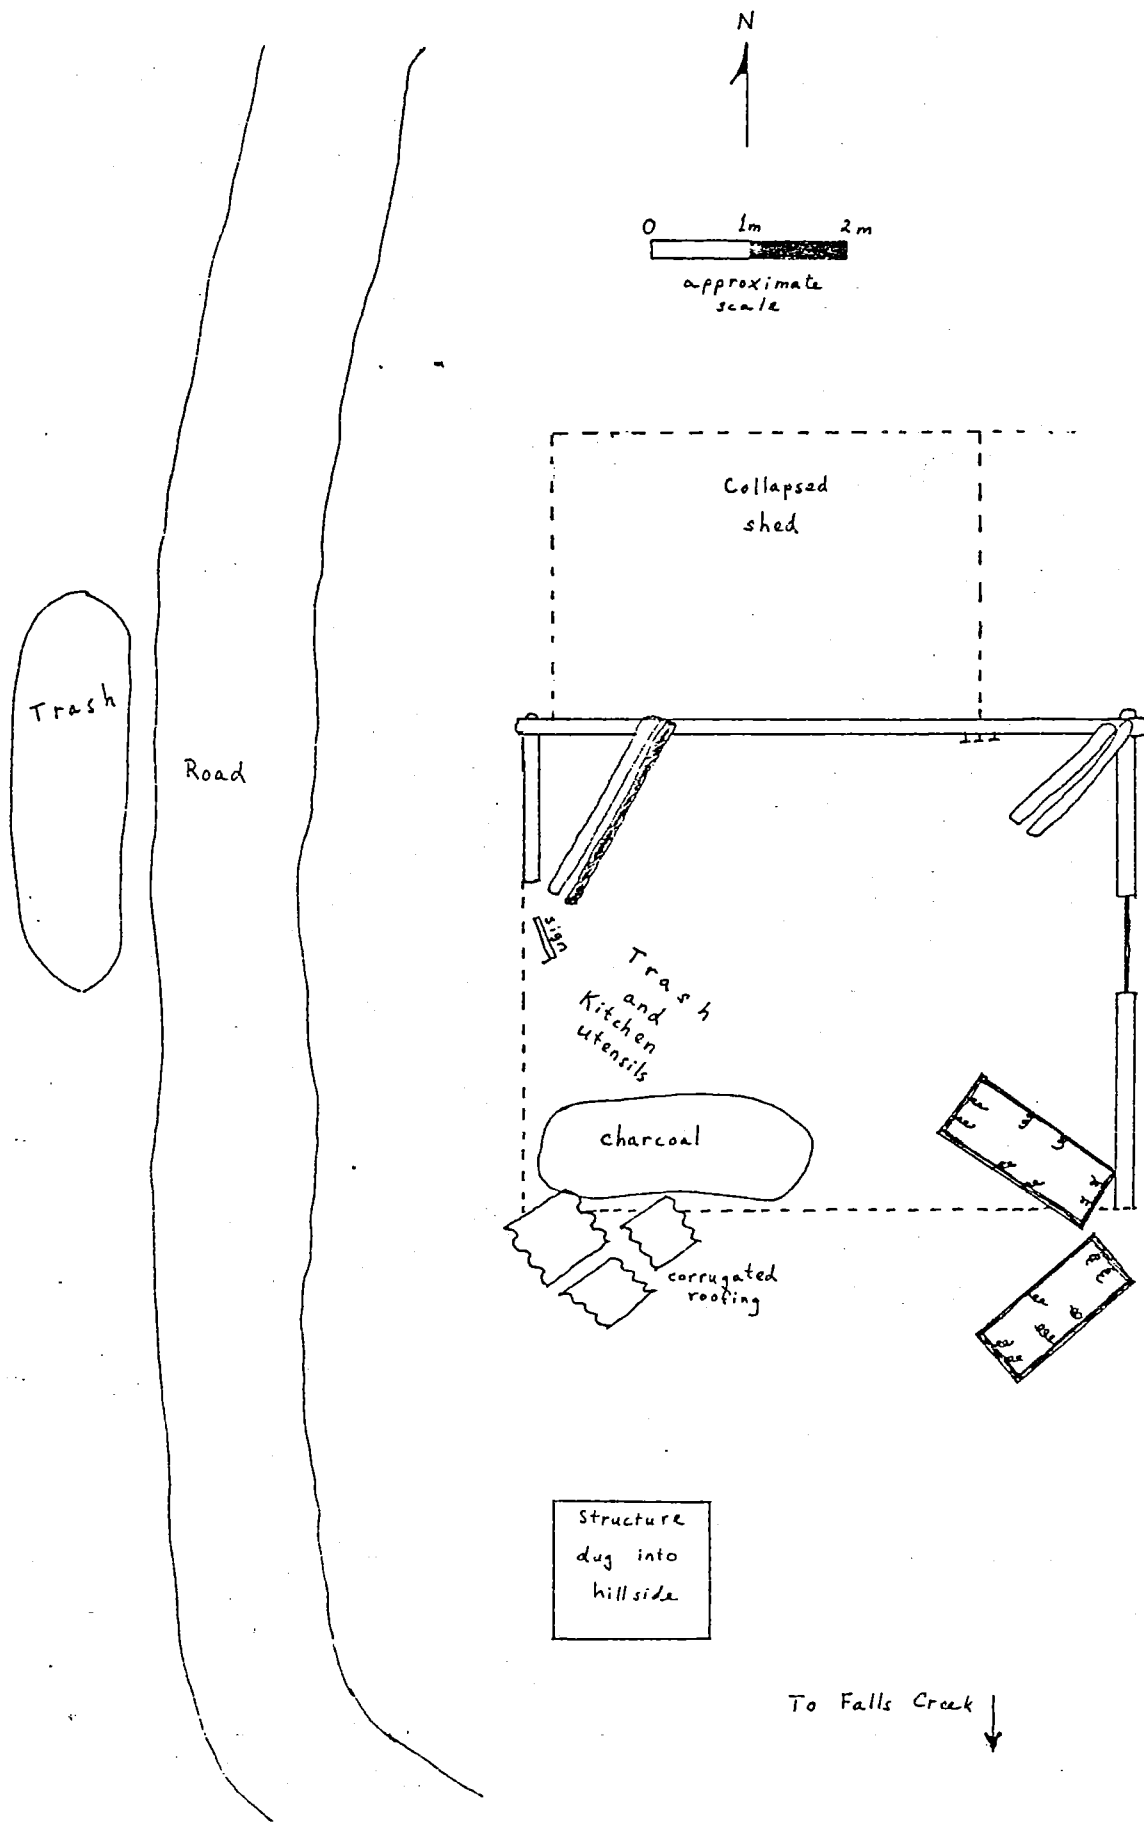 N
0 1m 2m
approximate
scale
Collapsed
shed
Trash
Road
sign
Trash
and
Kitchen
utensils
charcoal
corrugated
roofing
Structure
dug into
hillside
To Falls Creek